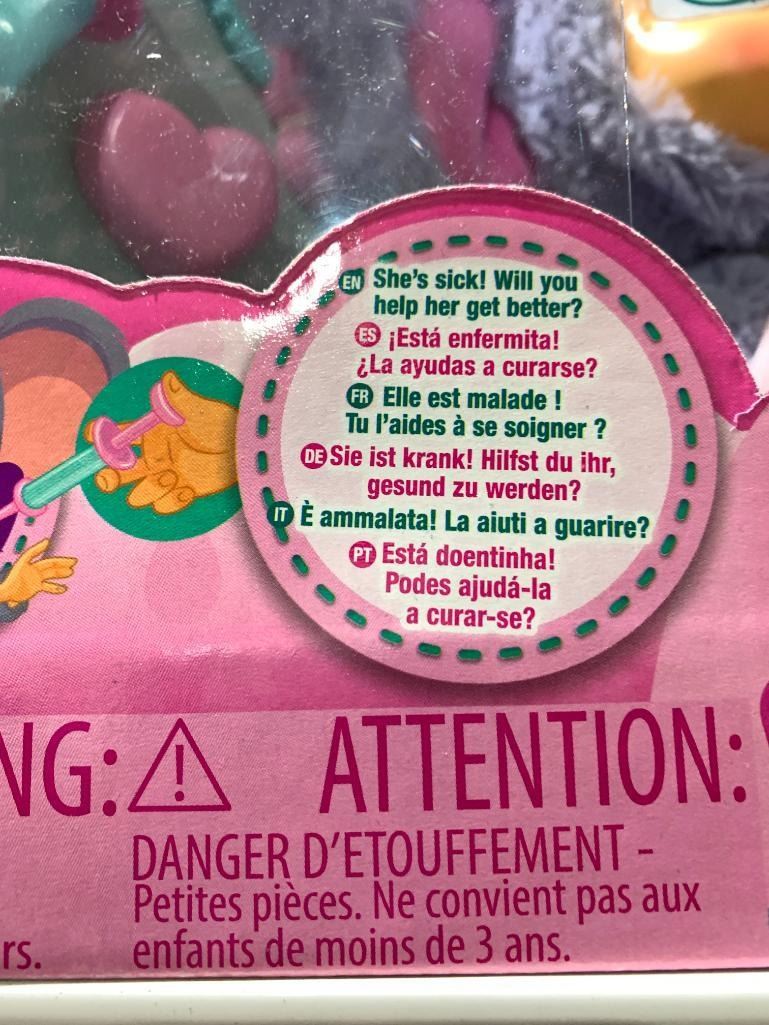 EN She's sick! Will you
help her get better?
ES ¡Está enfermita!
¿La ayudas a curarse?
FR Elle est malade !
Tu l'aides à se soigner ?
DE Sie ist krank! Hilfst du ihr,
gesund zu werden?
IT È ammalata! La aiuti a guarire?
PT Está doentinha!
Podes ajudá-la
a curar-se?
NG: ATTENTION:
DANGER D'ETOUFFEMENT -
Petites pièces. Ne convient pas aux
rs. enfants de moins de 3 ans.